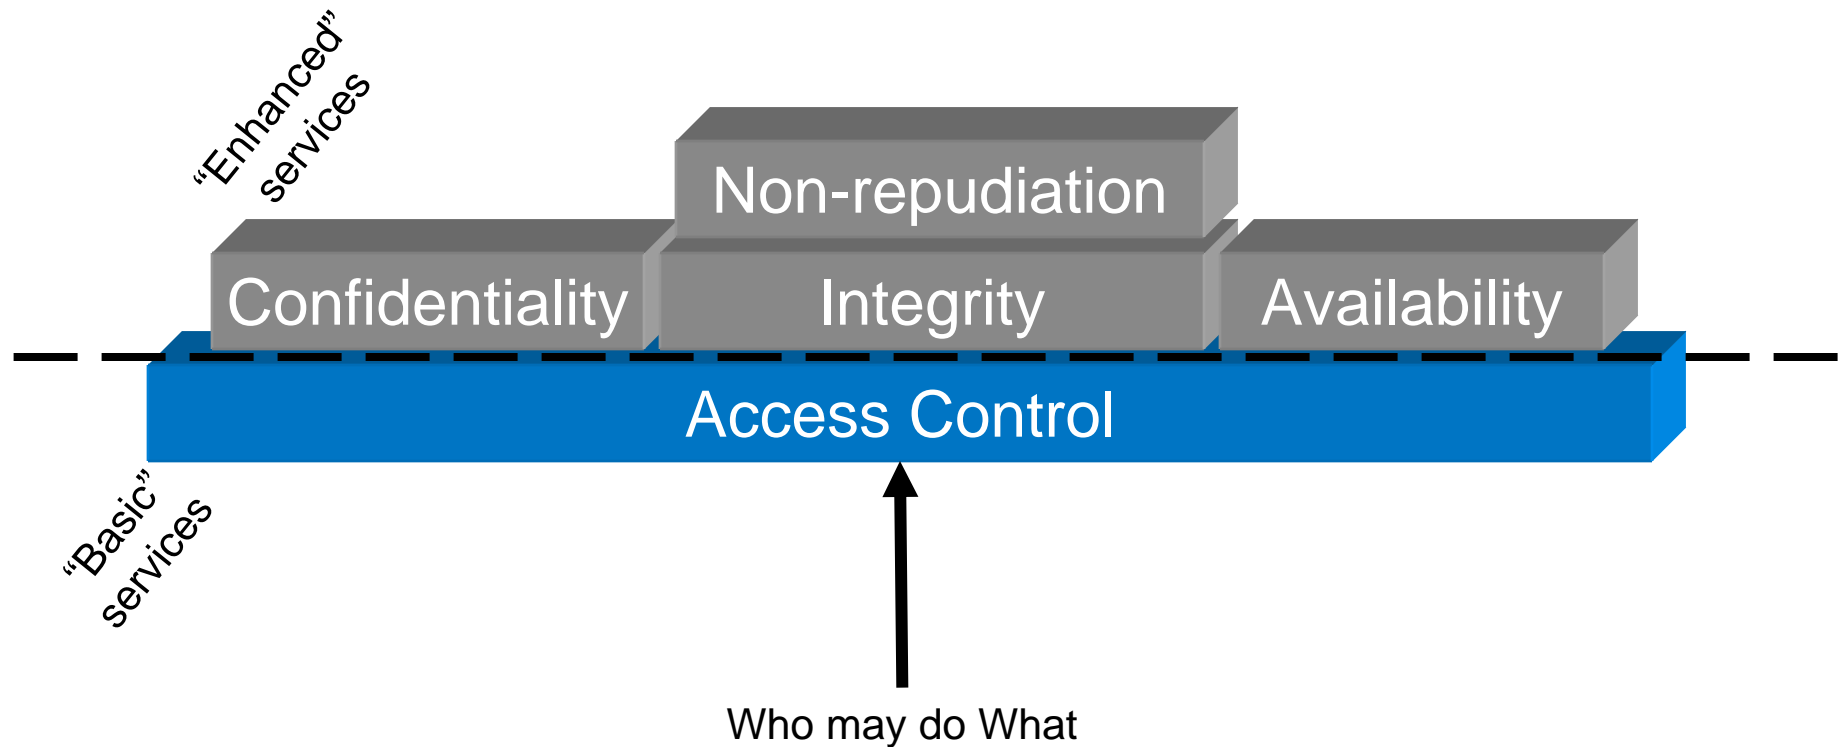 “Enhanced”
services
Non-repudiation
Confidentiality
Integrity
Availability
Access Control
“Basic”
services
Who may do What